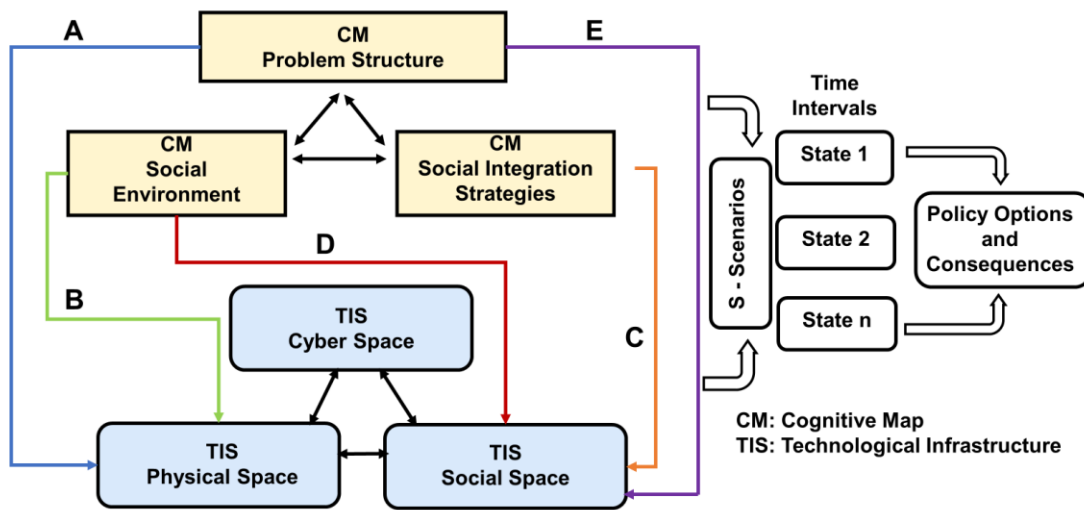 A
CM
Problem Structure
E
Time
Intervals
CM
Social
Environment
CM
Social Integration
Strategies
S - Scenarios
State 1
State 2
State n
Policy Options
and
Consequences
D
B
C
TIS
Cyber Space
TIS
Physical Space
TIS
Social Space
CM: Cognitive Map
TIS: Technological Infrastructure